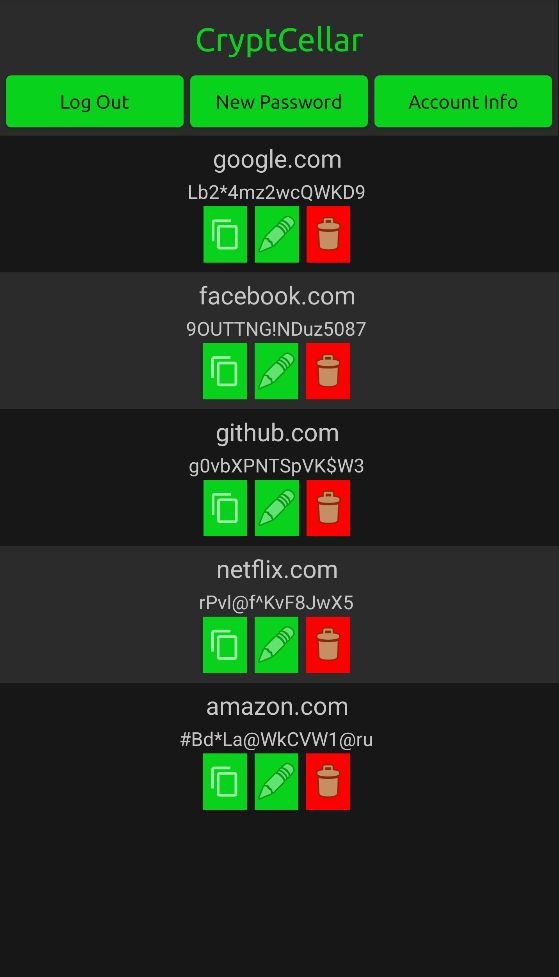 CryptCellar
Log Out New Password Account Info
google.com
Lb2*4mz2wcQWKD9
facebook.com
9OUTTNG!NDuz5087
github.com
g0vbXPNTSpVK$W3
netflix.com
rPvl@f^KvF8JwX5
amazon.com
#Bd*La@WkCVW1@ru